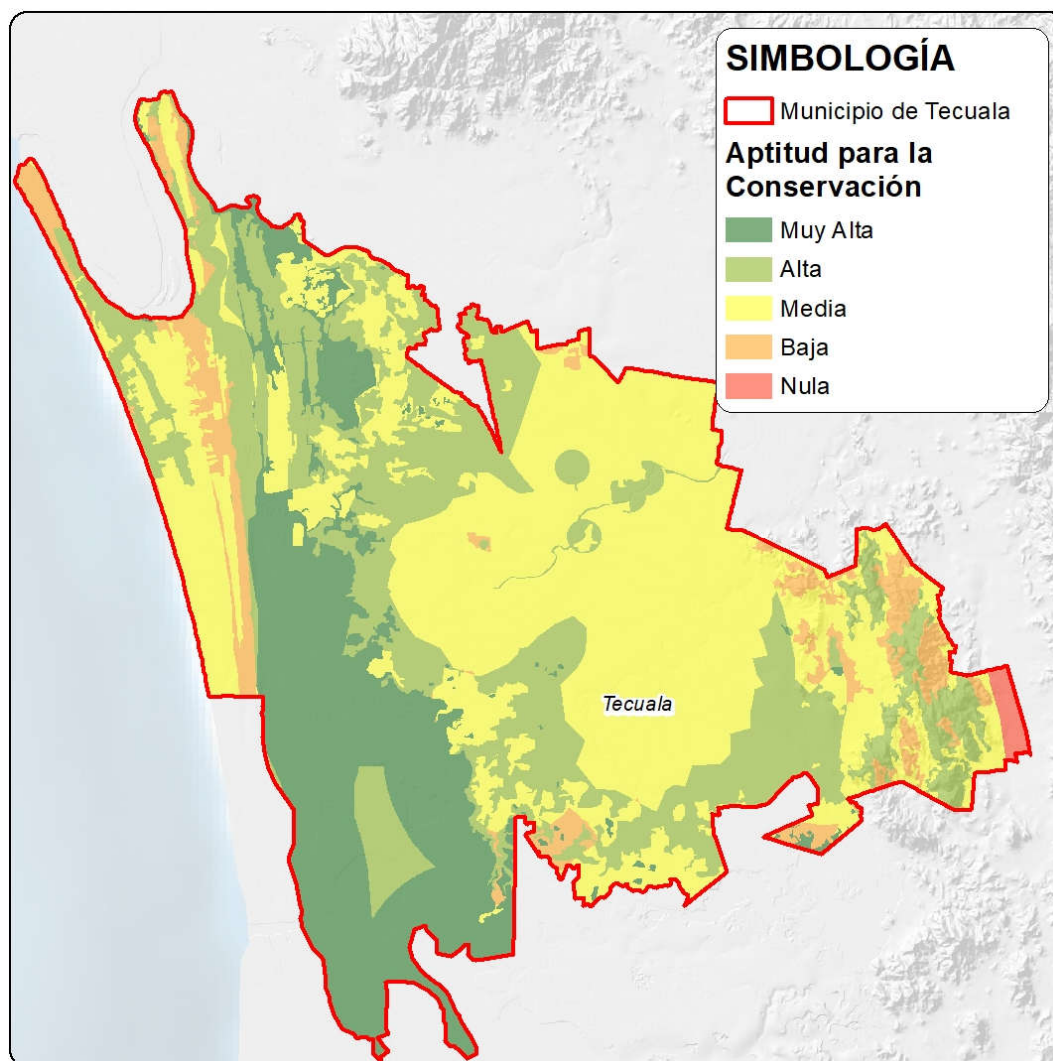 SIMBOLOGÍA
Municipio de Tecuala
Aptitud para la
Conservación
Muy Alta
Alta
Media
Baja
Nula
Tecuala